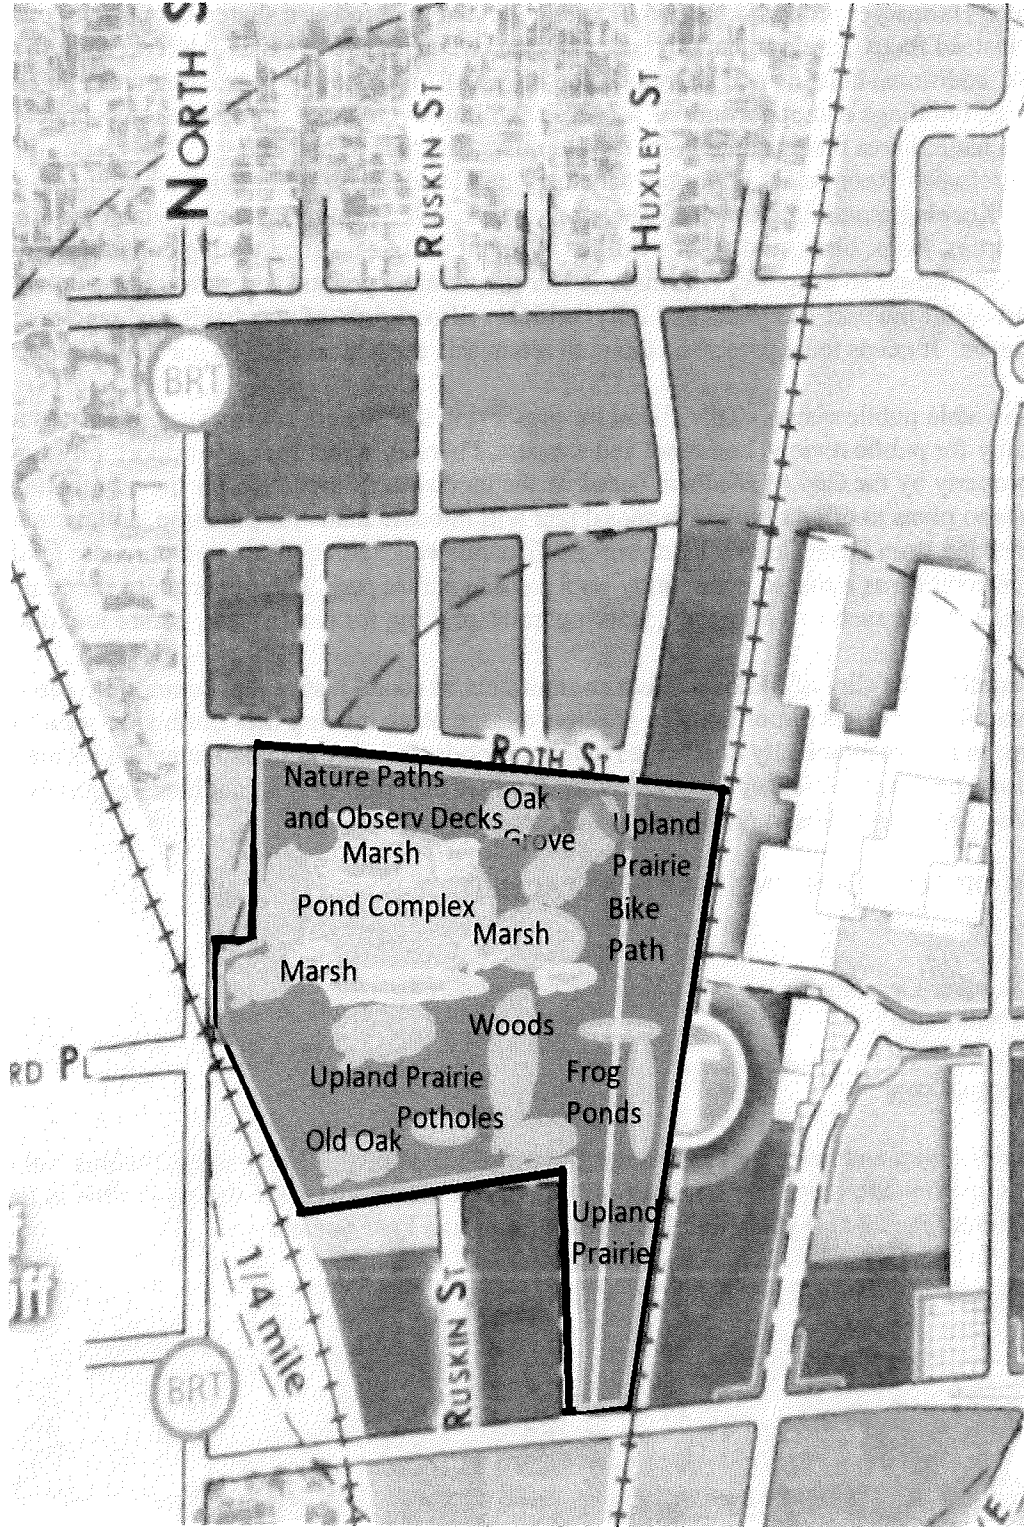 NORTH S
RUSKIN ST
HUXLEY ST
BRT
ROTH ST
Nature Paths
and Observ Decks
Oak
Grove
Marsh
Upland
Prairie
Pond Complex
Bike
Path
Marsh
Marsh
Woods
RD PL
Upland Prairie
Frog
Ponds
Potholes
Old Oak
Upland
Prairie
1/4 mile
RUSKIN ST
BRT